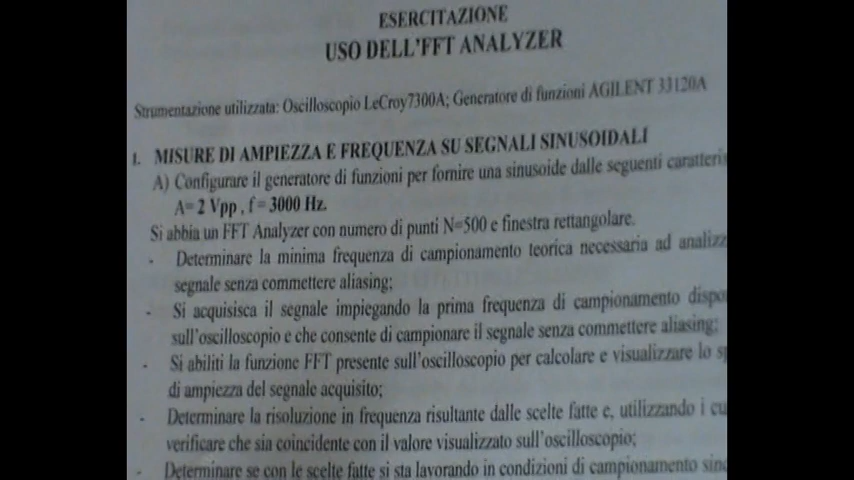 ESERCITAZIONE
USO DELL'FFT ANALYZER
Strumentazione utilizzata: Oscilloscopio LeCroy7300A; Generatore di funzioni AGILENT 33120A
1. MISURE DI AMPIEZZA E FREQUENZA SU SEGNALI SINUSOIDALI
A) Configurare il generatore di funzioni per fornire una sinusoide dalle seguenti caratteris
A= 2 Vpp , f = 3000 Hz.
Si abbia un FFT Analyzer con numero di punti N=500 e finestra rettangolare.
- Determinare la minima frequenza di campionamento teorica necessaria ad analizz
segnale senza commettere aliasing;
- Si acquisisca il segnale impiegando la prima frequenza di campionamento dispo
sull'oscilloscopio e che consente di campionare il segnale senza commettere aliasing;
- Si abiliti la funzione FFT presente sull'oscilloscopio per calcolare e visualizzare lo s
di ampiezza del segnale acquisito;
- Determinare la risoluzione in frequenza risultante dalle scelte fatte e, utilizzando i cu
verificare che sia coincidente con il valore visualizzato sull'oscilloscopio;
- Determinare se con le scelte fatte si sta lavorando in condizioni di campionamento sinc